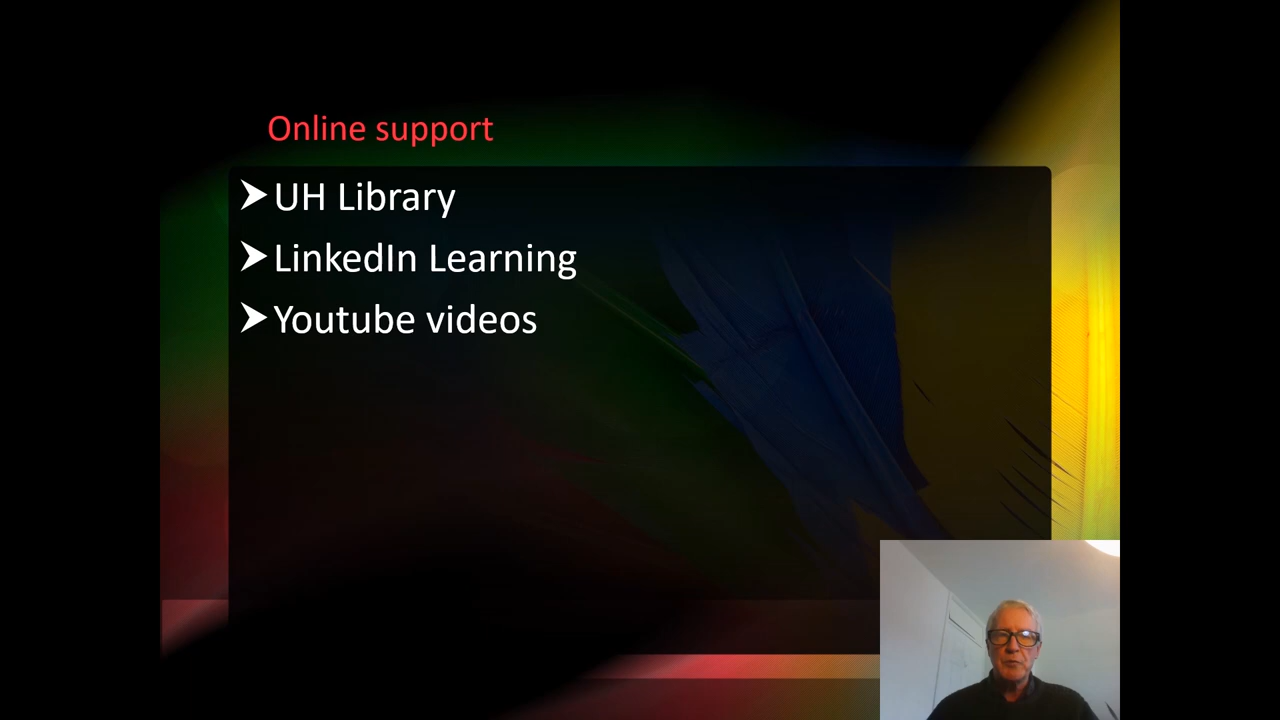 Online support
➤UH Library
➤LinkedIn Learning
➤Youtube videos